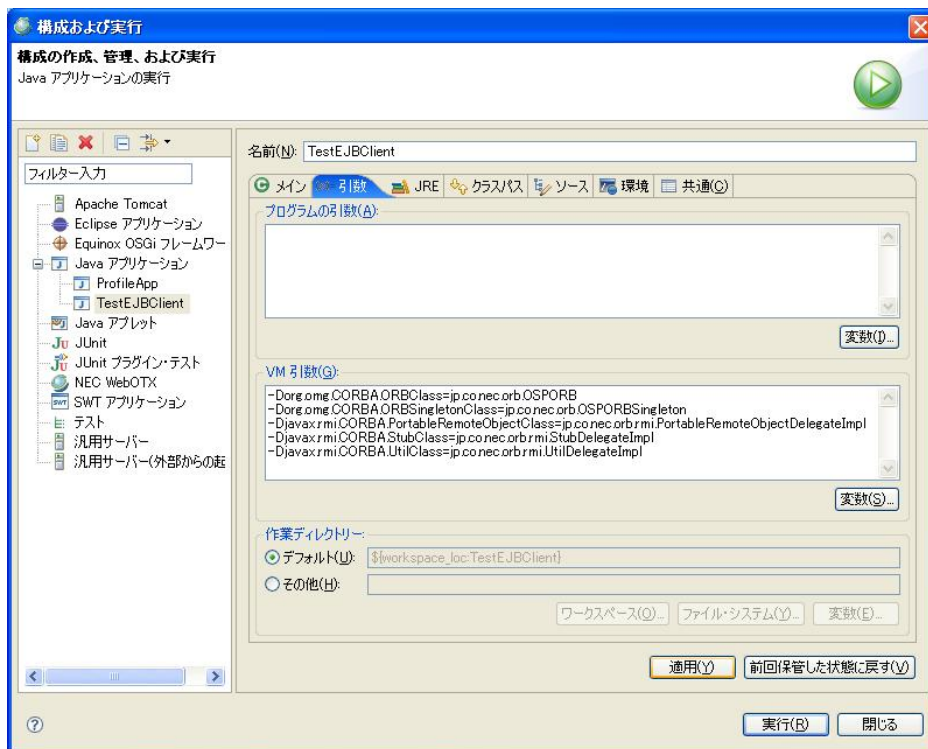 構成および実行
構成の作成、管理、および実行
Java アプリケーションの実行
フィルター入力
Apache Tomcat
Eclipse アプリケーション
Equinox OSGi フレームワー
Java アプリケーション
ProfileApp
TestEJBClient
Java アプレット
JUnit
JUnit プラグイン・テスト
NEC WebOTX
SWT アプリケーション
テスト
汎用サーバー
汎用サーバー(外部からの起
名前(N): TestEJBClient
メイン 引数 JRE クラスパス ソース 環境 共通(C)
プログラムの引数(A):
変数(I)...
VM 引数(G):
-Dorg.omg.CORBA.ORBClass=jp.co.nec.orb.OSPORB
-Dorg.omg.CORBA.ORBSingletonClass=jp.co.nec.orb.OSPORBSingleton
-Djavax.rmi.CORBA.PortableRemoteObjectClass=jp.co.nec.orb.rmi.PortableRemoteObjectDelegateImpl
-Djavax.rmi.CORBA.StubClass=jp.co.nec.orb.rmi.StubDelegateImpl
-Djavax.rmi.CORBA.UtilClass=jp.co.nec.orb.rmi.UtilDelegateImpl
変数(S)...
作業ディレクトリー:
デフォルト(U): ${workspace_loc:TestEJBClient}
その他(H):
ワークスペース(O)... ファイル・システム(Y)... 変数(E)...
適用(Y) 前回保管した状態に戻す(V)
実行(R) 閉じる